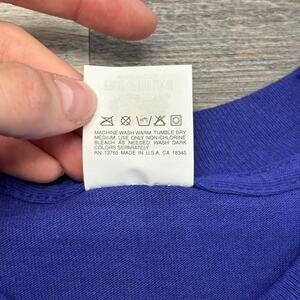 MACHINE WASH WARM. TUMBLE DRY
MEDIUM. USE ONLY NON-CHLORINE
BLEACH AS NEEDED. WASH DARK
COLORS SEPARATELY.
RN 13765 MADE IN U.S.A. CA 18345